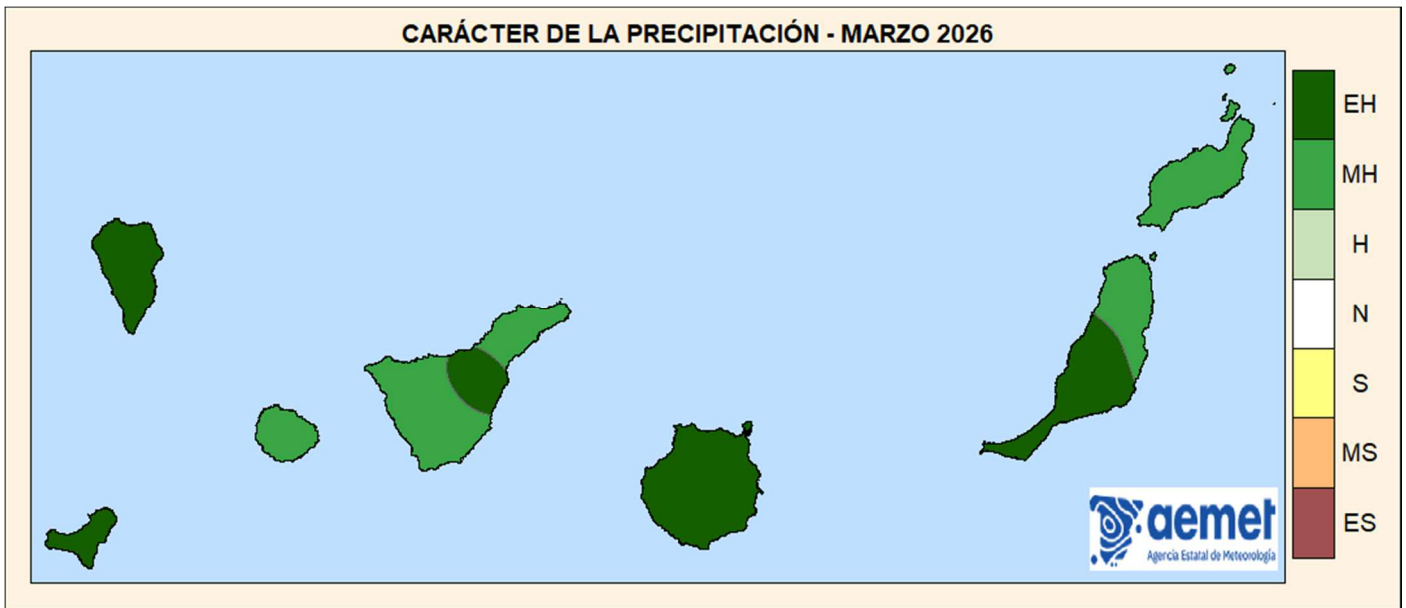 CARÁCTER DE LA PRECIPITACIÓN - MARZO 2026
EH
MH
H
N
S
MS
ES
aemet
Agencia Estatal de Meteorología